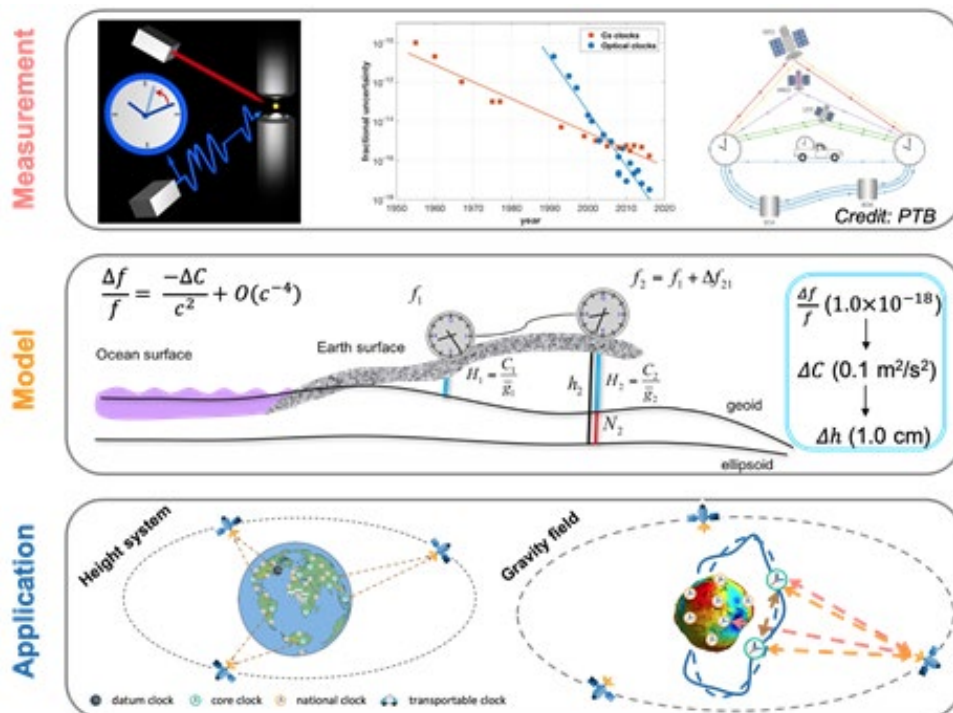 Measurement
fractional uncertainty
Cs clocks
Optical clocks
1950 1960 1970 1980 1990 2000 2010 2020
year
Credit: PTB
Model
Δf/f = −ΔC/c² + O(c⁻⁴)
f₁
f₂ = f₁ + Δf₂₁
Ocean surface
Earth surface
H₁ = C₁/g̅₁
h₂
H₂ = C₂/g̅₂
N₂
geoid
ellipsoid
Δf/f (1.0×10⁻¹⁸)
ΔC (0.1 m²/s²)
Δh (1.0 cm)
Application
Height system
Gravity field
datum clock core clock national clock transportable clock